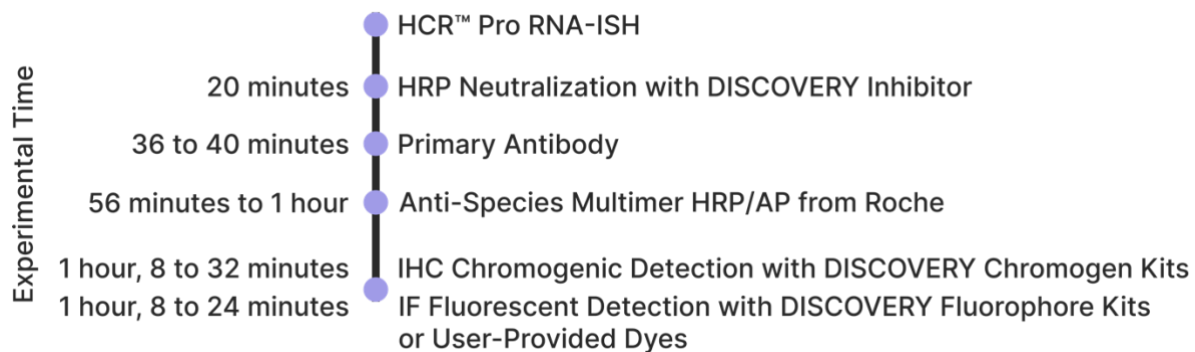 Experimental Time
HCR™ Pro RNA-ISH
20 minutes HRP Neutralization with DISCOVERY Inhibitor
36 to 40 minutes Primary Antibody
56 minutes to 1 hour Anti-Species Multimer HRP/AP from Roche
1 hour, 8 to 32 minutes IHC Chromogenic Detection with DISCOVERY Chromogen Kits
1 hour, 8 to 24 minutes IF Fluorescent Detection with DISCOVERY Fluorophore Kits
or User-Provided Dyes